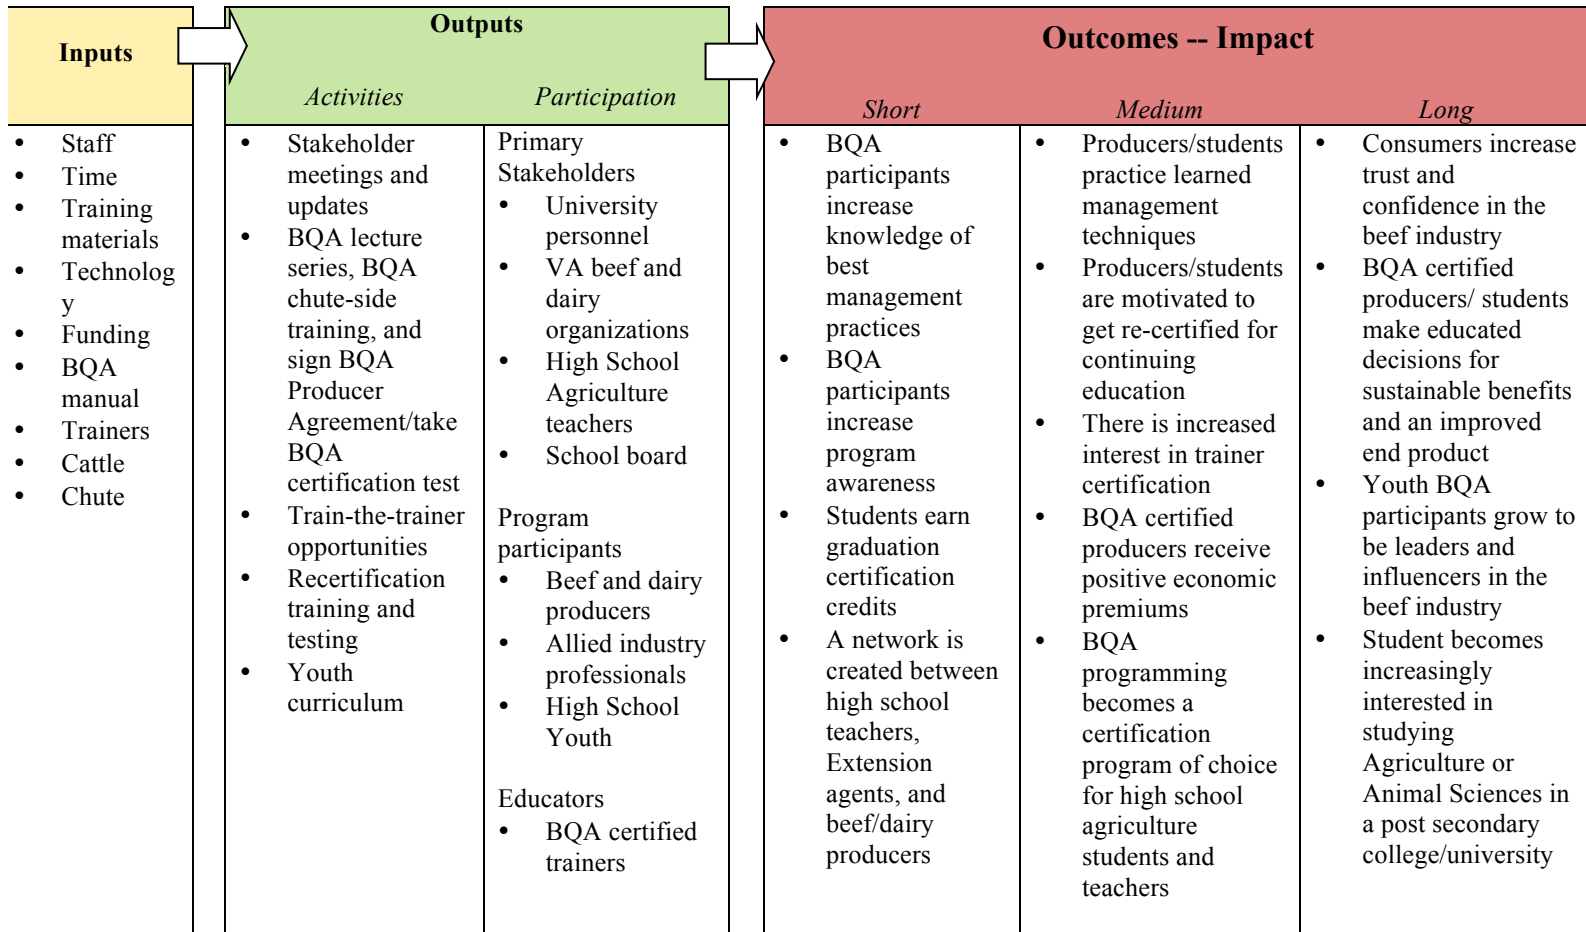 Inputs
Staff
Time
Training
materials
Technolog
y
Funding
BQA
manual
Trainers
Cattle
Chute
Outputs
Activities
Stakeholder
meetings and
updates
BQA lecture
series, BQA
chute-side
training, and
sign BQA
Producer
Agreement/take
BQA
certification test
Train-the-trainer
opportunities
Recertification
training and
testing
Youth
curriculum
Participation
Primary
Stakeholders
University
personnel
VA beef and
dairy
organizations
High School
Agriculture
teachers
School board
Program
participants
Beef and dairy
producers
Allied industry
professionals
High School
Youth
Educators
BQA certified
trainers
Outcomes -- Impact
Short
BQA
participants
increase
knowledge of
best
management
practices
BQA
participants
increase
program
awareness
Students earn
graduation
certification
credits
A network is
created between
high school
teachers,
Extension
agents, and
beef/dairy
producers
Medium
Producers/students
practice learned
management
techniques
Producers/students
are motivated to
get re-certified for
continuing
education
There is increased
interest in trainer
certification
BQA certified
producers receive
positive economic
premiums
BQA
programming
becomes a
certification
program of choice
for high school
agriculture
students and
teachers
Long
Consumers increase
trust and
confidence in the
beef industry
BQA certified
producers/ students
make educated
decisions for
sustainable benefits
and an improved
end product
Youth BQA
participants grow to
be leaders and
influencers in the
beef industry
Student becomes
increasingly
interested in
studying
Agriculture or
Animal Sciences in
a post secondary
college/university